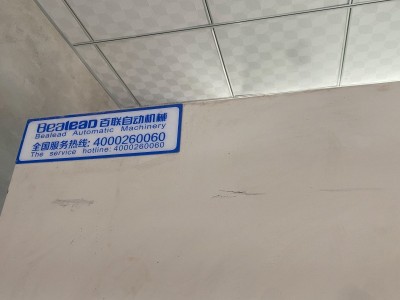 Bealead 百联自动机械
Bealead Automatic Machinery
全国服务热线: 4000260060
The service hotline: 4000260060